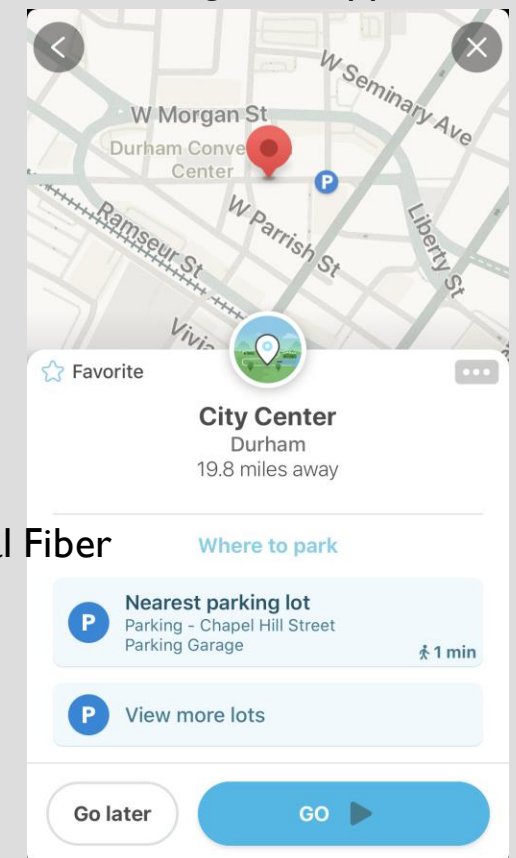 W Seminary Ave
W Morgan St
Durham Conve
Center
P
W Parrish St
Ramseur St
Liberty St
Favorite
City Center
Durham
19.8 miles away
Fiber
Where to park
P
Nearest parking lot
Parking - Chapel Hill Street
Parking Garage
1 min
P
View more lots
Go later
GO